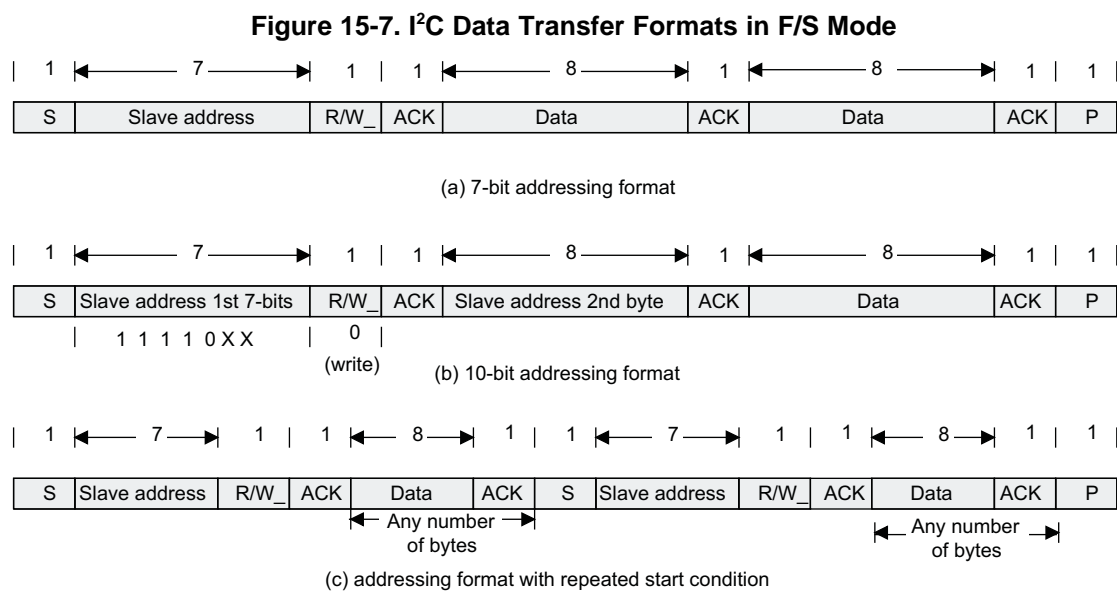 Figure 15-7. I²C Data Transfer Formats in F/S Mode
1 7 1 1 8 1 8 1 1
S Slave address R/W_ ACK Data ACK Data ACK P
(a) 7-bit addressing format
1 7 1 1 8 1 8 1 1
S Slave address 1st 7-bits R/W_ ACK Slave address 2nd byte ACK Data ACK P
1 1 1 1 0 X X 0
(write)
(b) 10-bit addressing format
1 7 1 1 8 1 1 7 1 1 8 1 1
S Slave address R/W_ ACK Data ACK S Slave address R/W_ ACK Data ACK P
Any number
of bytes
Any number
of bytes
(c) addressing format with repeated start condition